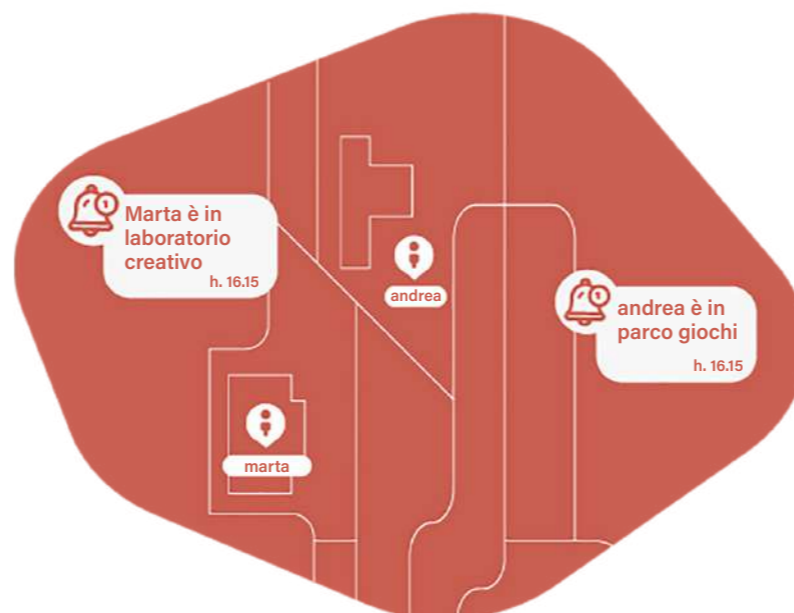 Marta è in
laboratorio
creativo
h. 16.15
andrea
andrea è in
parco giochi
h. 16.15
marta